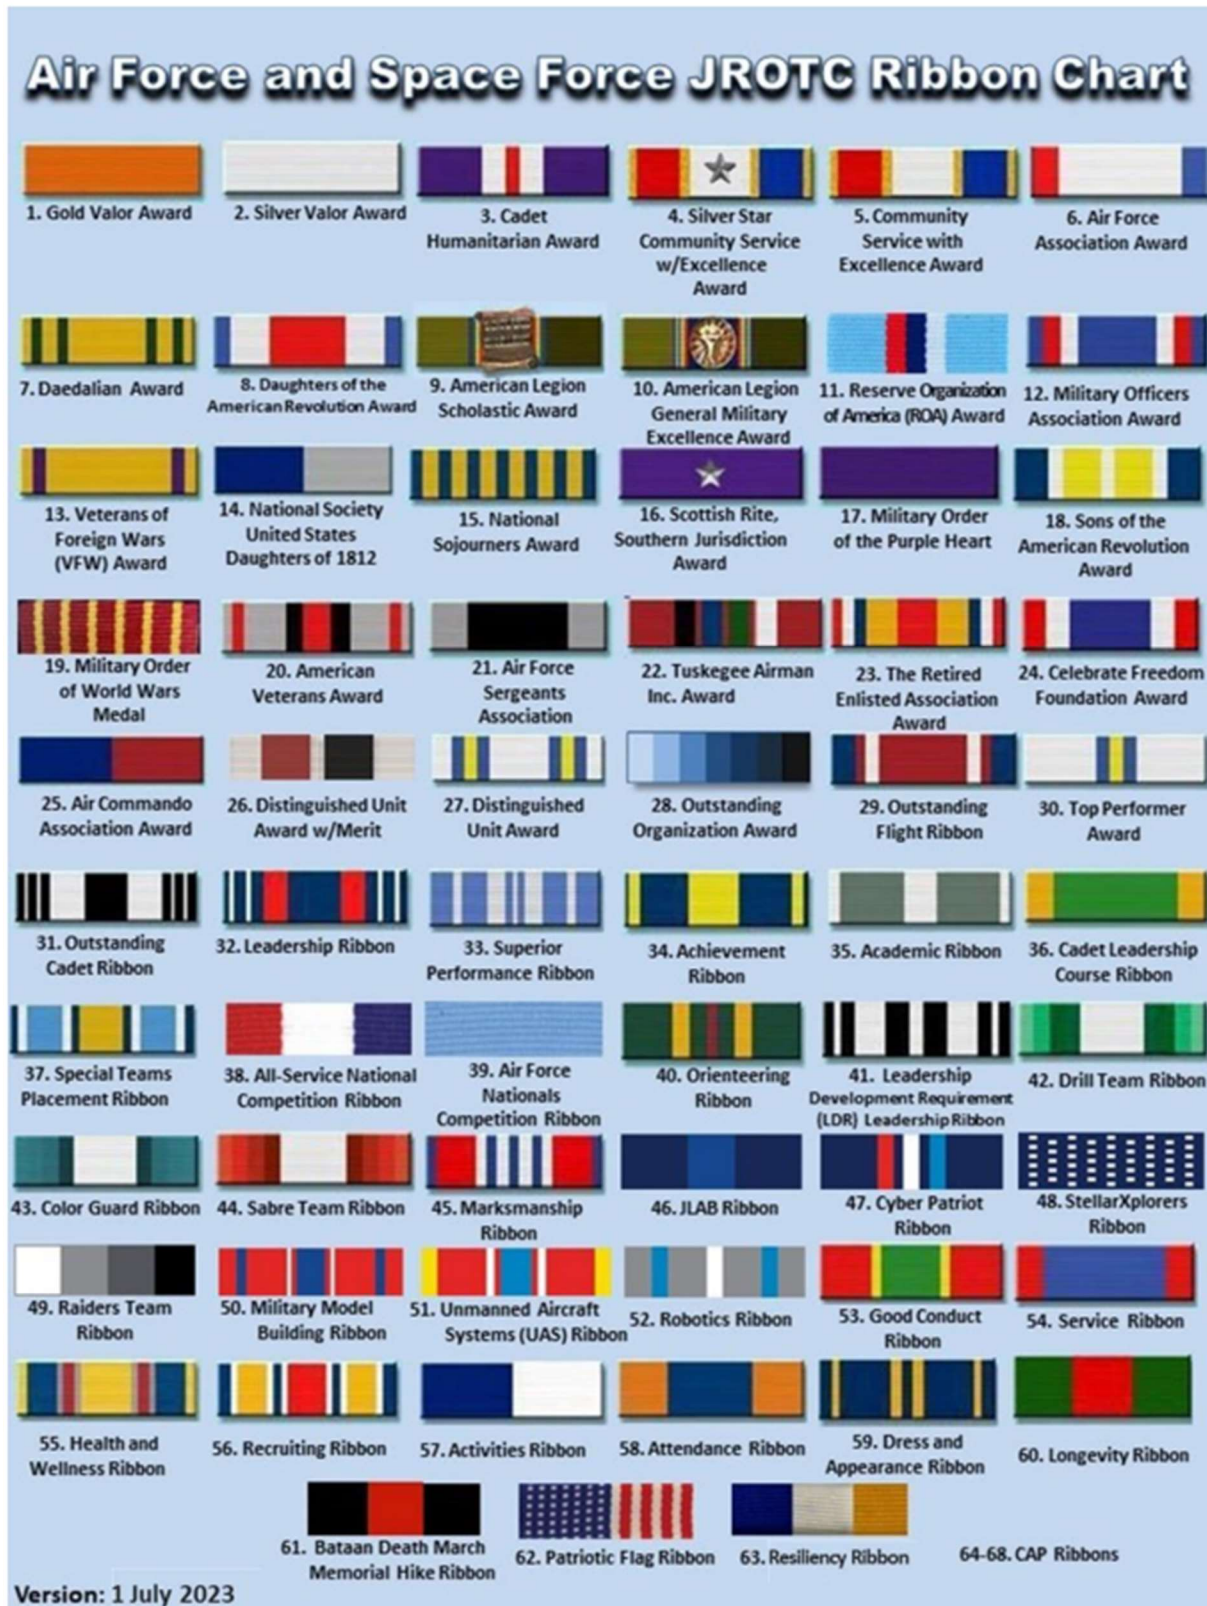 Air Force and Space Force JROTC Ribbon Chart
1. Gold Valor Award
2. Silver Valor Award
3. Cadet
Humanitarian Award
4. Silver Star
Community Service
w/Excellence
Award
5. Community
Service with
Excellence Award
6. Air Force
Association Award
7. Daedalian Award
8. Daughters of the
American Revolution Award
9. American Legion
Scholastic Award
10. American Legion
General Military
Excellence Award
11. Reserve Organization
of America (ROA) Award
12. Military Officers
Association Award
13. Veterans of
Foreign Wars
(VFW) Award
14. National Society
United States
Daughters of 1812
15. National
Sojourners Award
16. Scottish Rite,
Southern Jurisdiction
Award
17. Military Order
of the Purple Heart
18. Sons of the
American Revolution
Award
19. Military Order
of World Wars
Medal
20. American
Veterans Award
21. Air Force
Sergeants
Association
22. Tuskegee Airman
Inc. Award
23. The Retired
Enlisted Association
Award
24. Celebrate Freedom
Foundation Award
25. Air Commando
Association Award
26. Distinguished Unit
Award w/Merit
27. Distinguished
Unit Award
28. Outstanding
Organization Award
29. Outstanding
Flight Ribbon
30. Top Performer
Award
31. Outstanding
Cadet Ribbon
32. Leadership Ribbon
33. Superior
Performance Ribbon
34. Achievement
Ribbon
35. Academic Ribbon
36. Cadet Leadership
Course Ribbon
37. Special Teams
Placement Ribbon
38. All-Service National
Competition Ribbon
39. Air Force
Nationals
Competition Ribbon
40. Orienteering
Ribbon
41. Leadership
Development Requirement
(LDR) Leadership Ribbon
42. Drill Team Ribbon
43. Color Guard Ribbon
44. Sabre Team Ribbon
45. Marksmanship
Ribbon
46. JLAB Ribbon
47. Cyber Patriot
Ribbon
48. StellarXplorers
Ribbon
49. Raiders Team
Ribbon
50. Military Model
Building Ribbon
51. Unmanned Aircraft
Systems (UAS) Ribbon
52. Robotics Ribbon
53. Good Conduct
Ribbon
54. Service Ribbon
55. Health and
Wellness Ribbon
56. Recruiting Ribbon
57. Activities Ribbon
58. Attendance Ribbon
59. Dress and
Appearance Ribbon
60. Longevity Ribbon
61. Bataan Death March
Memorial Hike Ribbon
62. Patriotic Flag Ribbon
63. Resiliency Ribbon
64-68. CAP Ribbons
Version: 1 July 2023